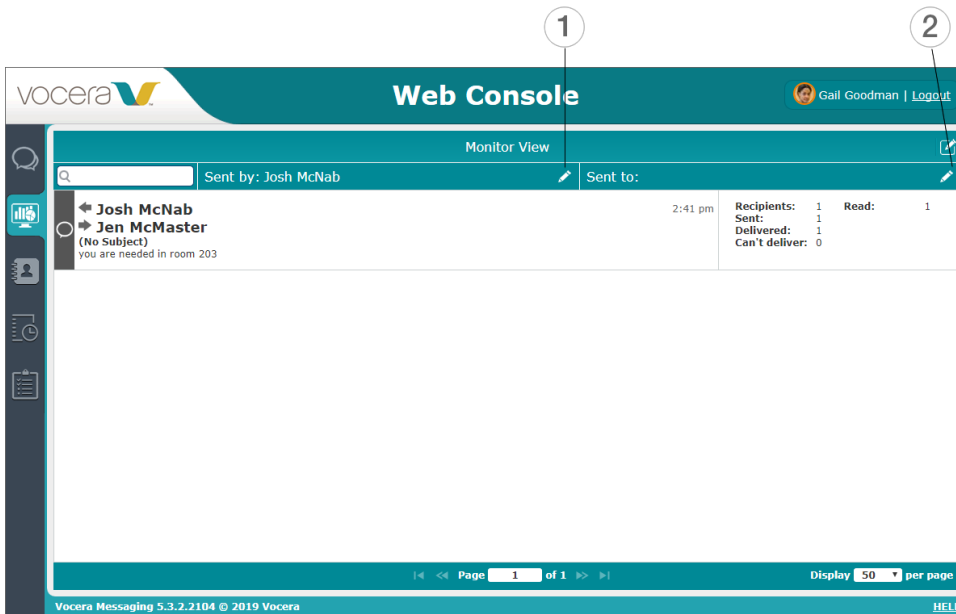 1
2
vocera
Web Console
Gail Goodman | Logout
Monitor View
Sent by: Josh McNab
Sent to:
Josh McNab
2:41 pm
Recipients: 1 Read: 1
Jen McMaster
Sent: 1
(No Subject)
Delivered: 1
you are needed in room 203
Can't deliver: 0
Page 1 of 1
Display 50 per page
Vocera Messaging 5.3.2.2104 © 2019 Vocera
HELP